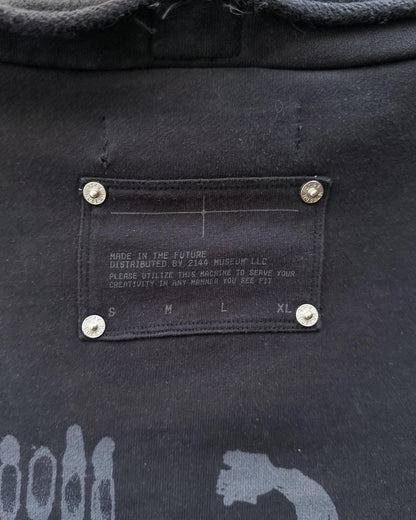 MADE IN THE FUTURE
DISTRIBUTED BY 2144 MUSEUM LLC
PLEASE UTILIZE THIS MACHINE TO SERVE YOUR
CREATIVITY IN ANY MANNER YOU SEE FIT
S M L XL